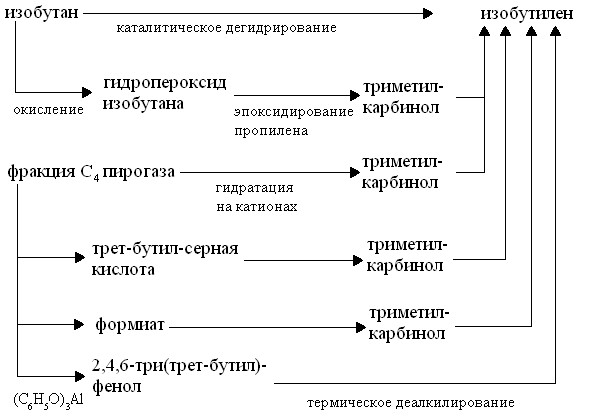 изобутан
каталитическое дегидрирование
изобутилен
окисление
гидропероксид
изобутана
эпоксидирование
пропилена
триметил-
карбинол
фракция С4 пирогаза
гидратация
на катионах
триметил-
карбинол
трет-бутил-серная
кислота
триметил-
карбинол
формиат
триметил-
карбинол
(C6H5O)3Al
2,4,6-три(трет-бутил)-
фенол
термическое деалкилирование